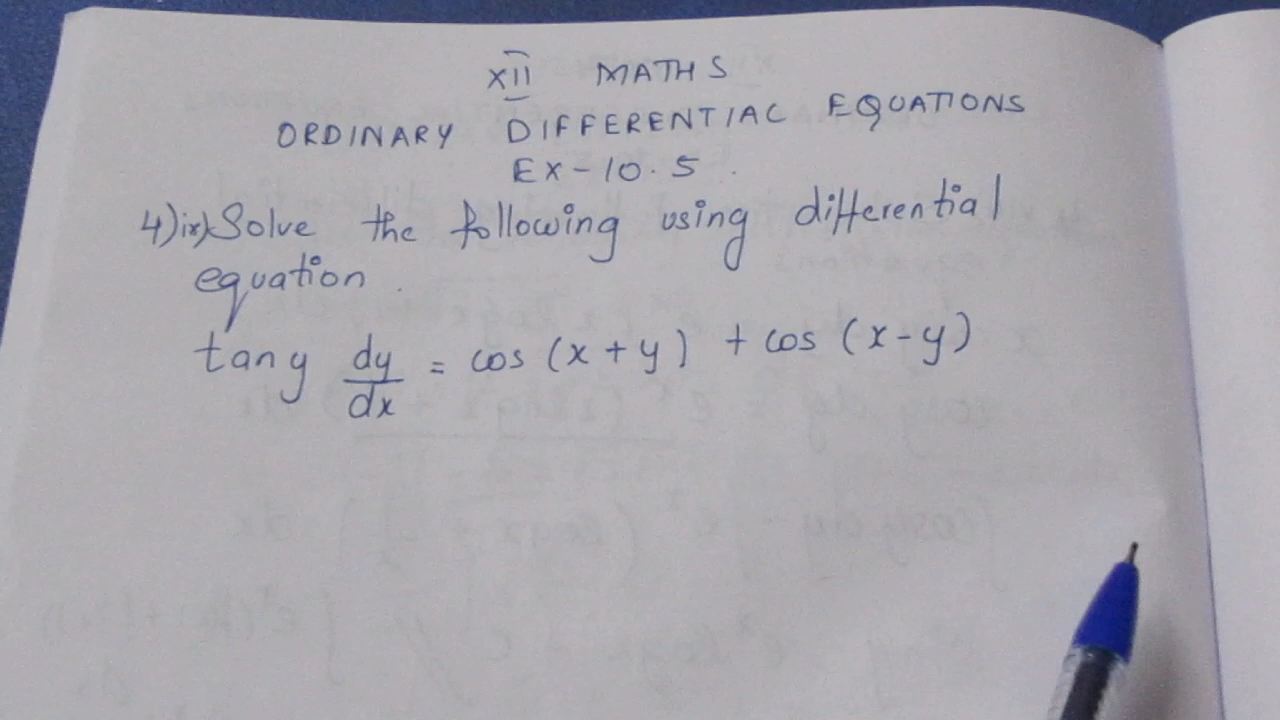 XII MATHS
ORDINARY DIFFERENTIAL EQUATIONS
EX-10.5.
4)ix) Solve the following using differential
equation.
tan y dy/dx = cos (x+y) + cos (x-y)